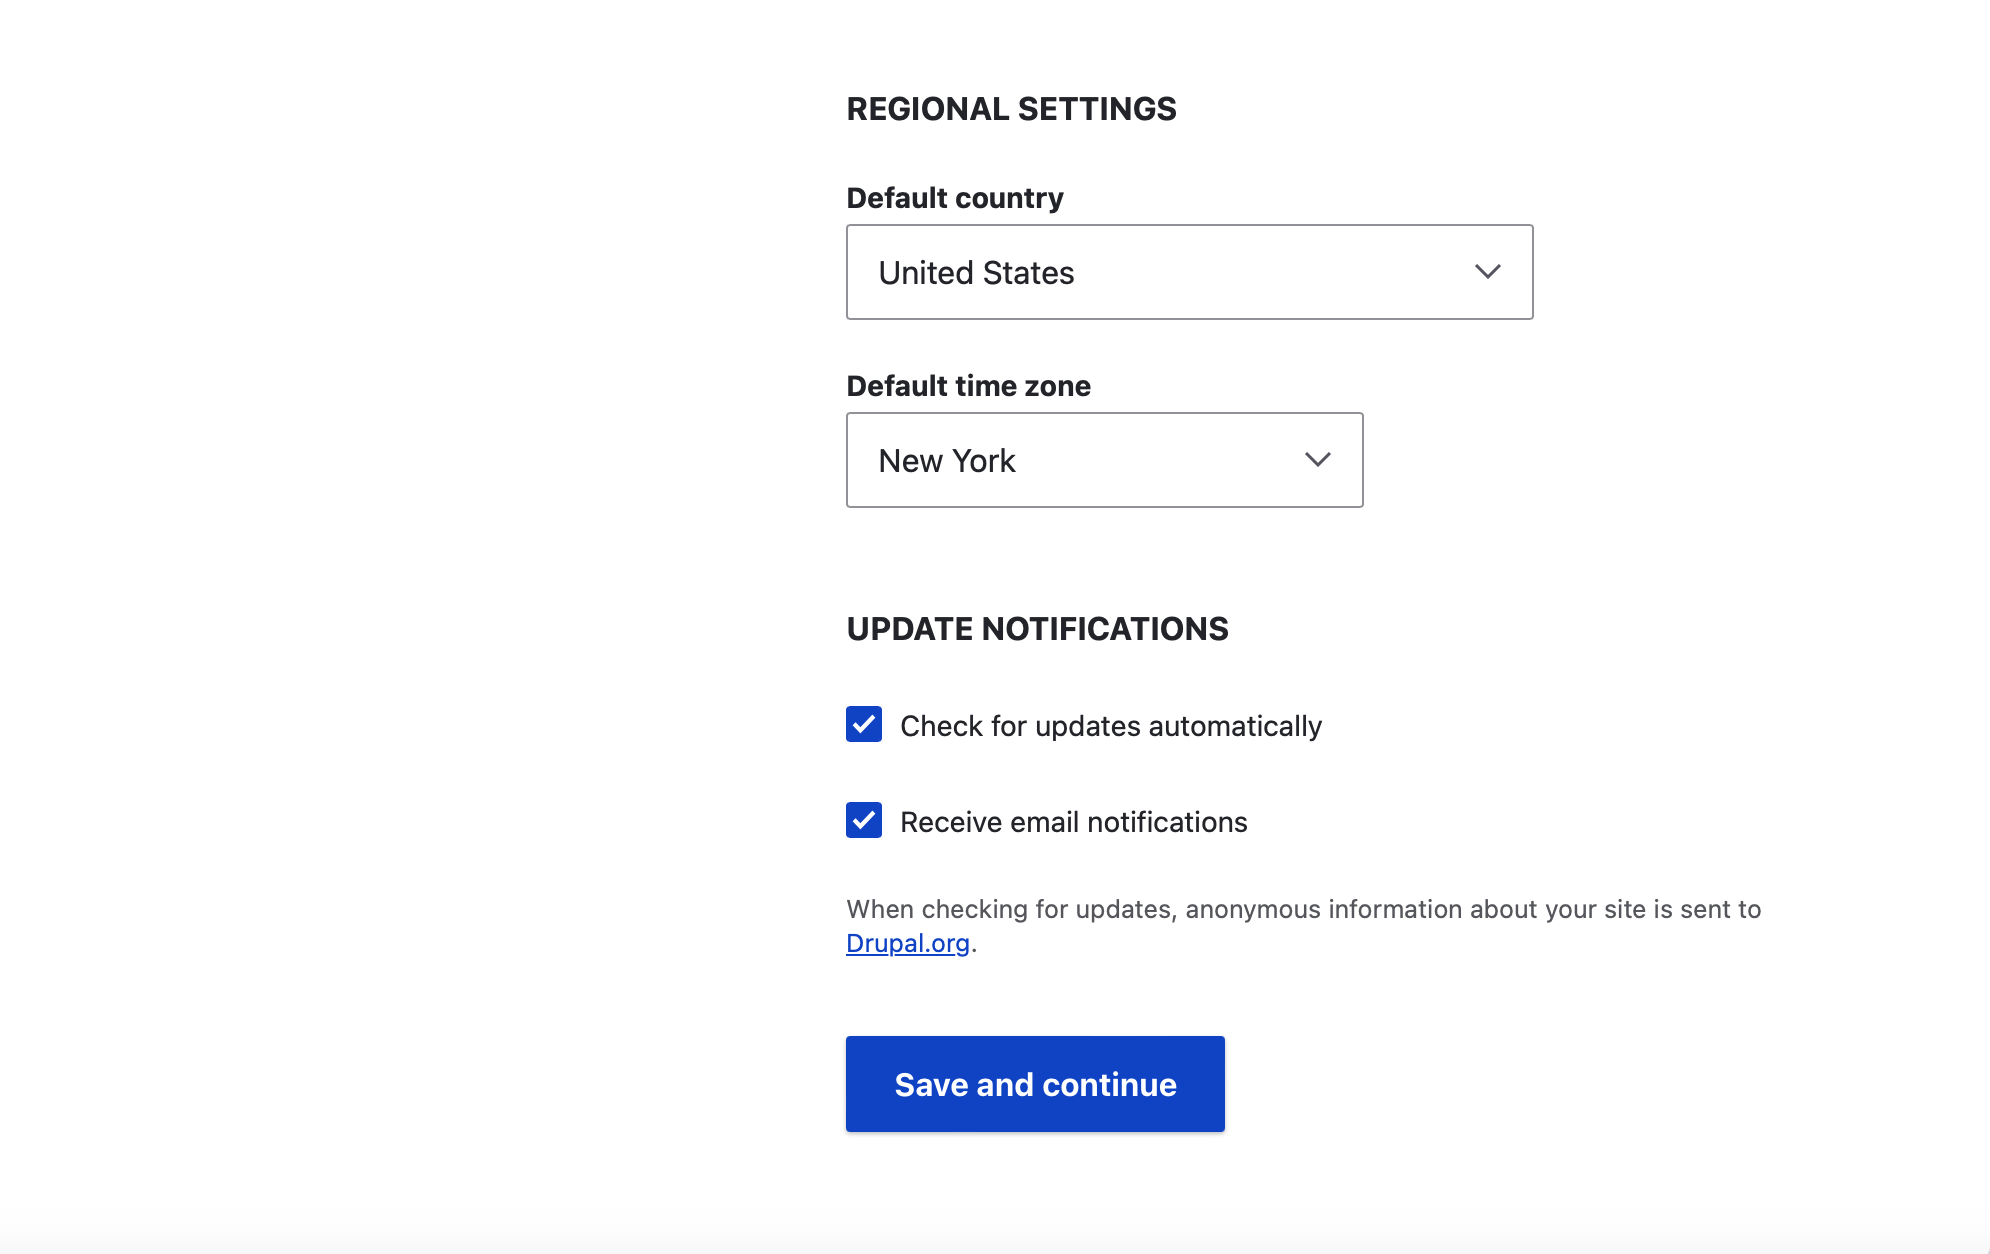 REGIONAL SETTINGS
Default country
United States
Default time zone
New York
UPDATE NOTIFICATIONS
Check for updates automatically
Receive email notifications
When checking for updates, anonymous information about your site is sent to
Drupal.org.
Save and continue